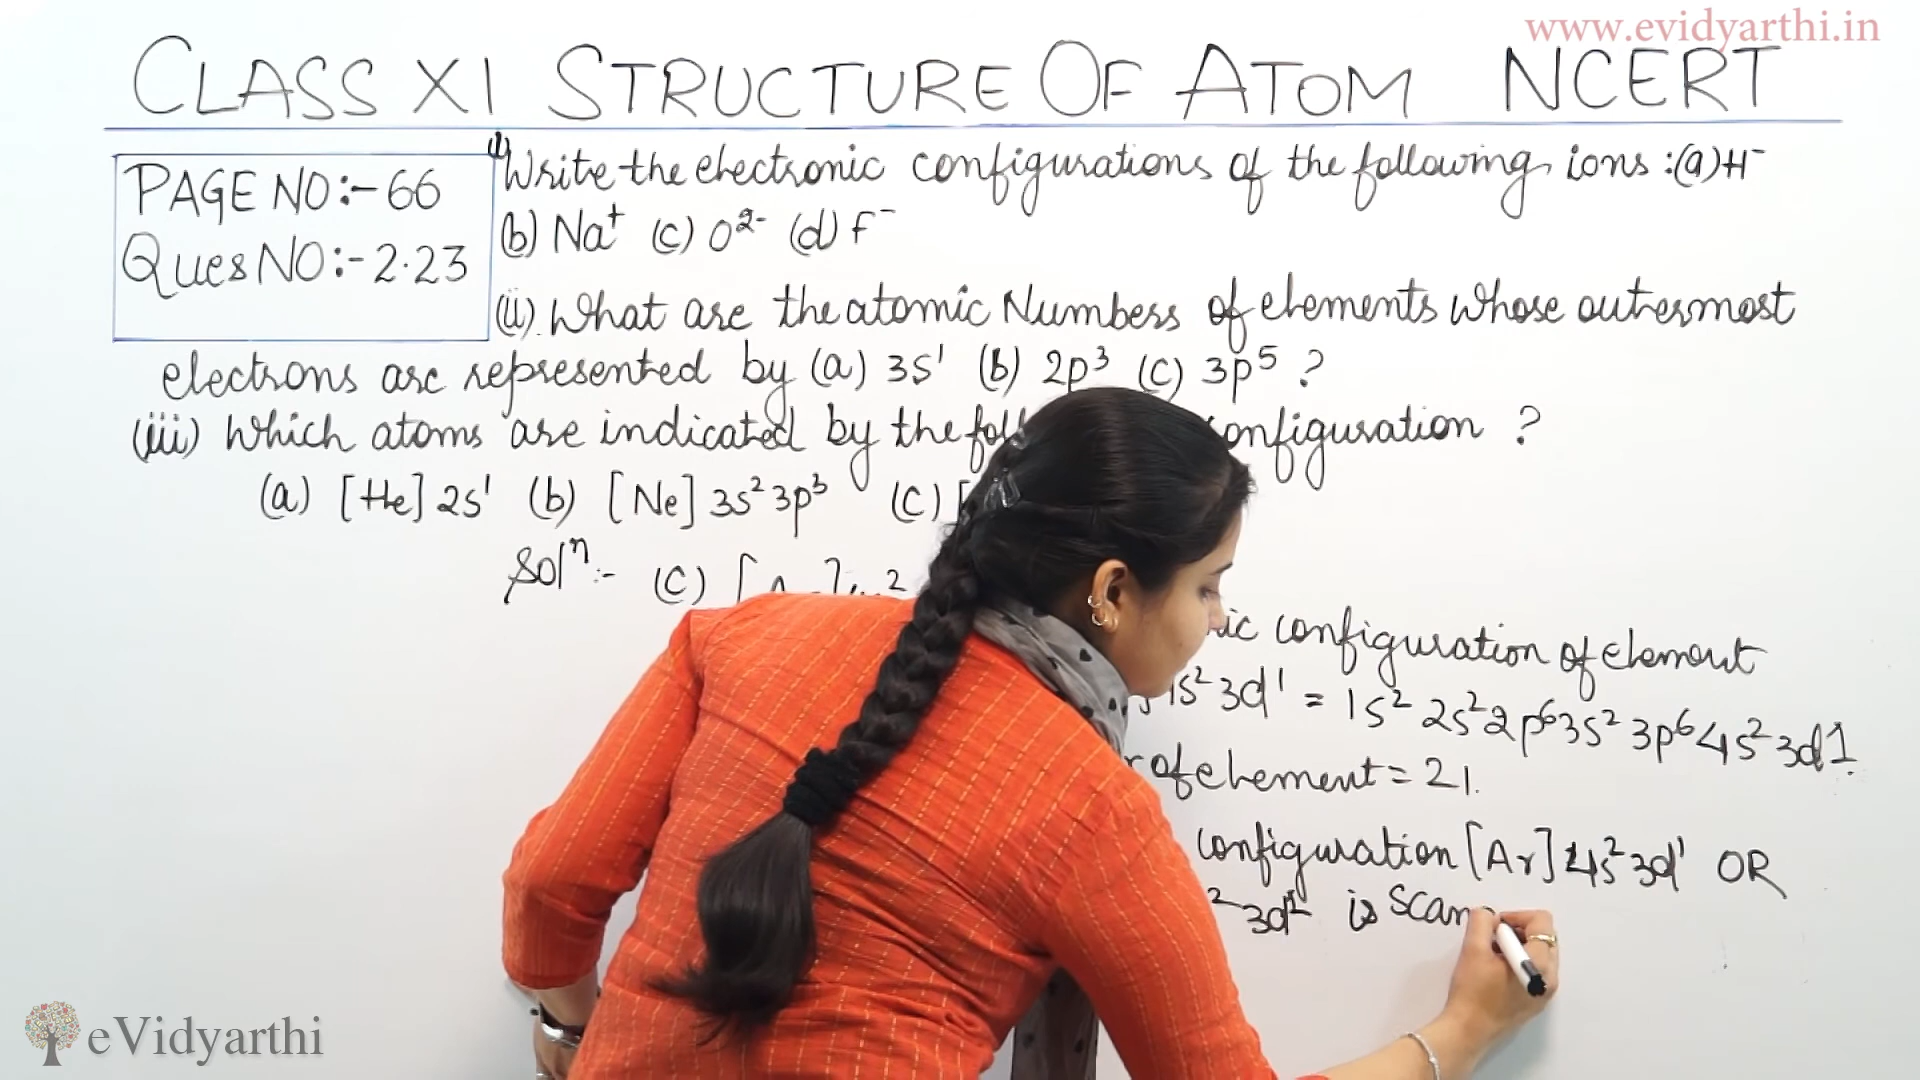 www.evidyarthi.in
CLASS XI STRUCTURE OF ATOM NCERT
PAGE NO:- 66
QUES NO:- 2.23
(i) Write the electronic configurations of the following ions :(a) H⁻
(b) Na⁺ (c) O²⁻ (d) F⁻
(ii). What are the atomic Numbers of elements whose outermost
electrons are represented by (a) 3s¹ (b) 2p³ (c) 3p⁵ ?
(iii) Which atoms are indicated by the configuration ?
(a) [He] 2s¹ (b) [Ne] 3s² 3p³ (c) [
Solⁿ:- (c) [
configuration of element
3d¹ = 1s² 2s² 2p⁶ 3s² 3p⁶ 4s² 3d1.
of element = 21.
configuration [Ar] 4s² 3d¹ OR
is Scan
eVidyarthi